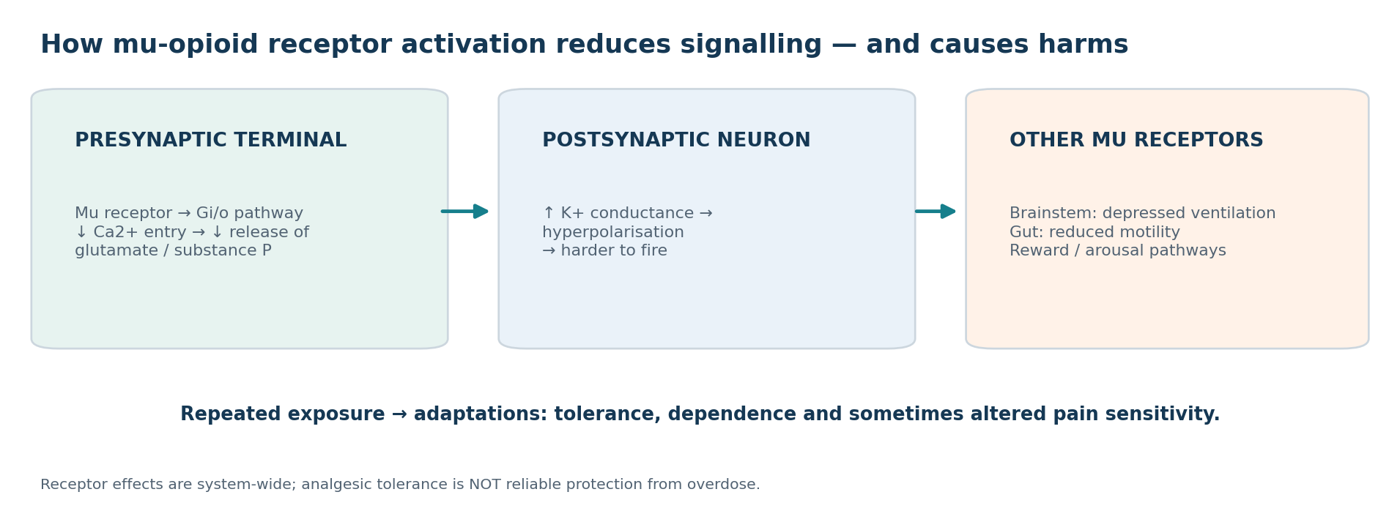 How mu-opioid receptor activation reduces signalling — and causes harms
PRESYNAPTIC TERMINAL
Mu receptor → Gi/o pathway
↓ Ca2+ entry → ↓ release of
glutamate / substance P
POSTSYNAPTIC NEURON
↑ K+ conductance →
hyperpolarisation
→ harder to fire
OTHER MU RECEPTORS
Brainstem: depressed ventilation
Gut: reduced motility
Reward / arousal pathways
Repeated exposure → adaptations: tolerance, dependence and sometimes altered pain sensitivity.
Receptor effects are system-wide; analgesic tolerance is NOT reliable protection from overdose.